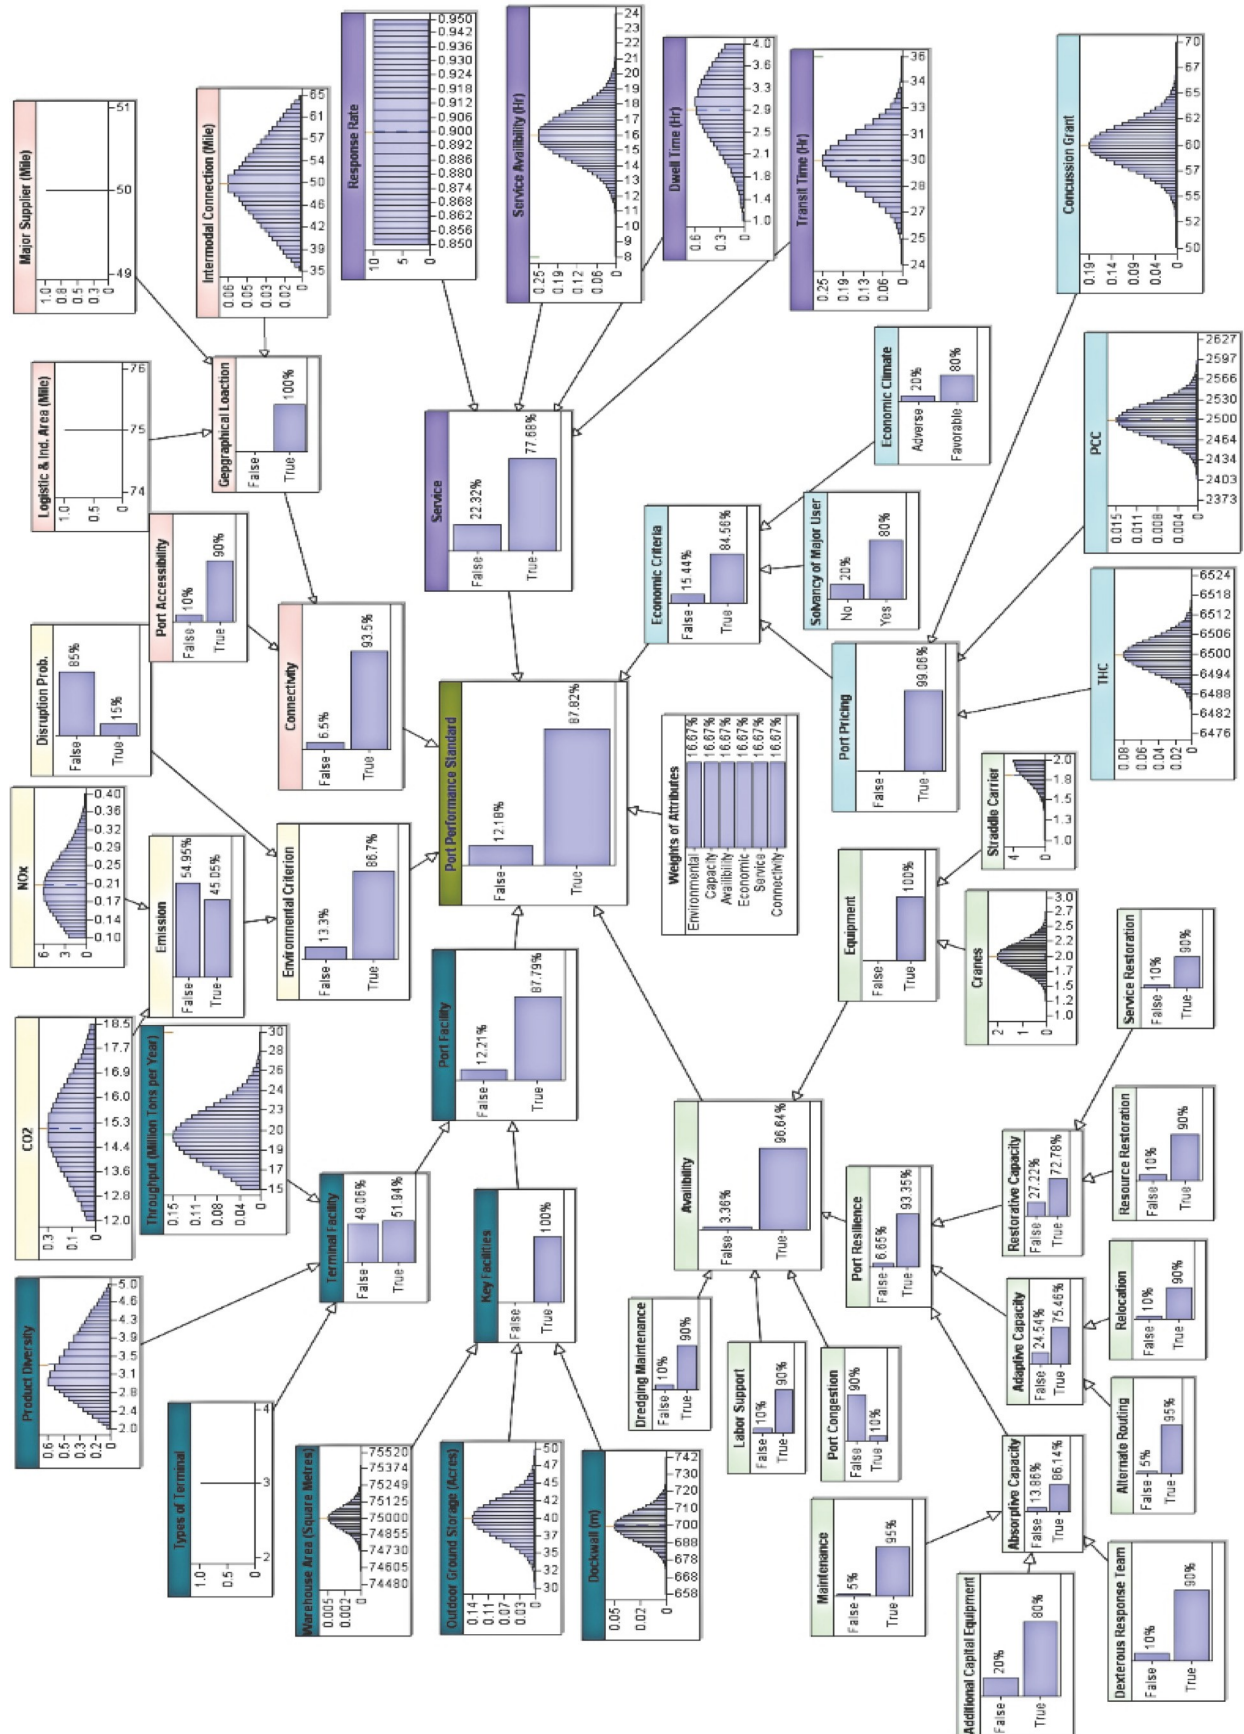 Major Supplier (Mile)
1.0
0.8
0.5
0.3
0
49
50
51
Intermodal Connection (Mile)
0.06
0.05
0.03
0.02
0
35
39
42
46
50
54
57
61
65
Response Rate
10
5
0
0.850
0.856
0.862
0.868
0.874
0.880
0.886
0.892
0.900
0.906
0.912
0.918
0.924
0.930
0.936
0.942
0.950
Service Availibility (Hr)
0.25
0.19
0.12
0.06
0
8
9
10
11
12
13
14
15
16
17
18
19
20
21
22
23
24
Dwell Time (Hr)
0.6
0.3
0
1.0
1.4
1.8
2.1
2.5
2.9
3.3
3.6
4.0
Transit Time (Hr)
0.25
0.19
0.13
0.06
0
24
25
27
28
30
31
33
34
36
Concussion Grant
0.19
0.14
0.09
0.04
0
50
52
55
57
60
62
65
67
70
Logistic & Ind. Area (Mile)
1.0
0.5
0
74
75
76
Gepgraphical Loaction
False
True 100%
Port Accessibility
False 10%
True 90%
Disruption Prob.
False 85%
True 15%
Connectivity
False 6.5%
True 93.5%
Service
False 22.32%
True 77.68%
Economic Climate
Adverse 20%
Favorable 80%
Economic Criteria
False 15.44%
True 84.56%
Solvancy of Major User
No 20%
Yes 80%
PCC
0.015
0.011
0.008
0.004
0
2373
2403
2434
2464
2500
2530
2566
2597
2627
THC
0.08
0.06
0.04
0.02
0
6476
6482
6488
6494
6500
6506
6512
6518
6524
Port Pricing
False
True 99.06%
NOx
6
3
0
0.10
0.14
0.17
0.21
0.25
0.29
0.32
0.36
0.40
Emission
False 54.95%
True 45.05%
Environmental Criterion
False 13.3%
True 86.7%
Port Performance Standard
False 12.18%
True 87.82%
Weights of Attributes
Environmental 16.67%
Capacity 16.67%
Availibility 16.67%
Economic 16.67%
Service 16.67%
Connectivity 16.67%
Straddle Carrier
4
0
1.0
1.5
1.8
2.0
Equipment
False
True 100%
Cranes
2
1
0
1.0
1.2
1.5
1.7
2.0
2.2
2.5
2.7
3.0
CO2
0.3
0.1
0
12.0
12.8
13.6
14.4
15.3
16.0
16.9
17.7
18.5
Throughput (Million Tons per Year)
0.15
0.11
0.08
0.04
0
15
17
19
20
23
24
26
28
30
Port Facility
False 12.21%
True 87.79%
Terminal Facility
False 48.06%
True 51.94%
Key Facilities
False
True 100%
Availibility
False 3.36%
True 96.64%
Service Restoration
False 10%
True 90%
Product Diversity
0.6
0.5
0.3
0.2
0
2.0
2.4
2.8
3.1
3.5
3.9
4.3
4.6
5.0
Types of Terminal
1.0
0.5
0
2
3
4
Warehouse Area (Square Metres)
0.005
0.002
0
74480
74605
74730
74855
75000
75125
75249
75374
75520
Outdoor Ground Storage (Acres)
0.14
0.11
0.07
0.03
0
30
32
35
37
40
42
45
47
50
Dockwall (m)
0.05
0.02
0
658
668
678
688
700
710
720
730
742
Dredging Maintenance
False 10%
True 90%
Labor Support
False 10%
True 90%
Port Congestion
False 90%
True 10%
Port Resilience
False 6.65%
True 93.35%
Restorative Capacity
False 27.22%
True 72.78%
Resource Restoration
False 10%
True 90%
Adaptive Capacity
False 24.54%
True 75.46%
Relocation
False 10%
True 90%
Alternate Routing
False 5%
True 95%
Absorptive Capacity
False 13.86%
True 86.14%
Maintenance
False 5%
True 95%
Additional Capital Equipment
False 20%
True 80%
Dexterous Response Team
False 10%
True 90%